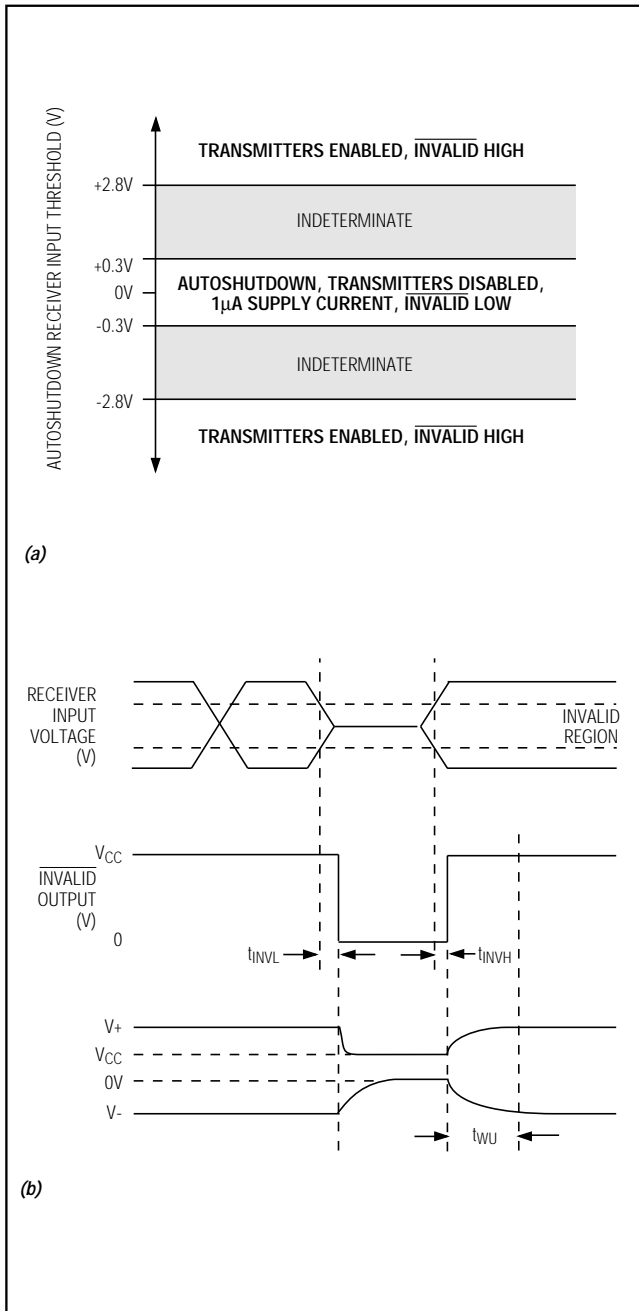 AUTOSHUTDOWN RECEIVER INPUT THRESHOLD (V)
TRANSMITTERS ENABLED, INVALID HIGH
+2.8V
INDETERMINATE
+0.3V
AUTOSHUTDOWN, TRANSMITTERS DISABLED,
0V
1µA SUPPLY CURRENT, INVALID LOW
-0.3V
INDETERMINATE
-2.8V
TRANSMITTERS ENABLED, INVALID HIGH
(a)
RECEIVER
INPUT
VOLTAGE
(V)
INVALID
REGION
VCC
INVALID
OUTPUT
(V)
0
tINVL
tINVH
V+
VCC
0V
V-
tWU
(b)